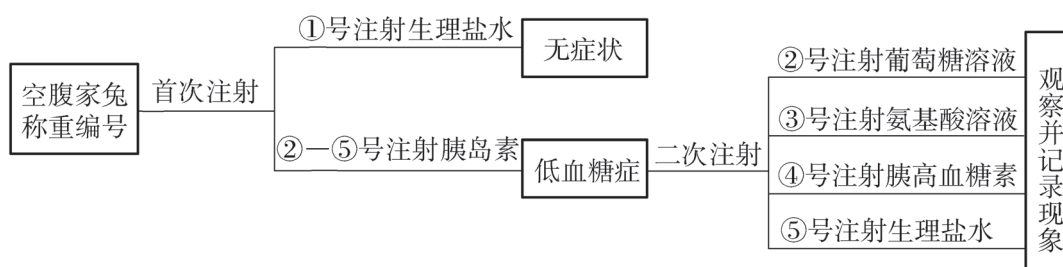 空腹家兔
称重编号
首次注射
①号注射生理盐水
无症状
②—⑤号注射胰岛素
低血糖症
二次注射
②号注射葡萄糖溶液
③号注射氨基酸溶液
④号注射胰高血糖素
⑤号注射生理盐水
观察并记录现象